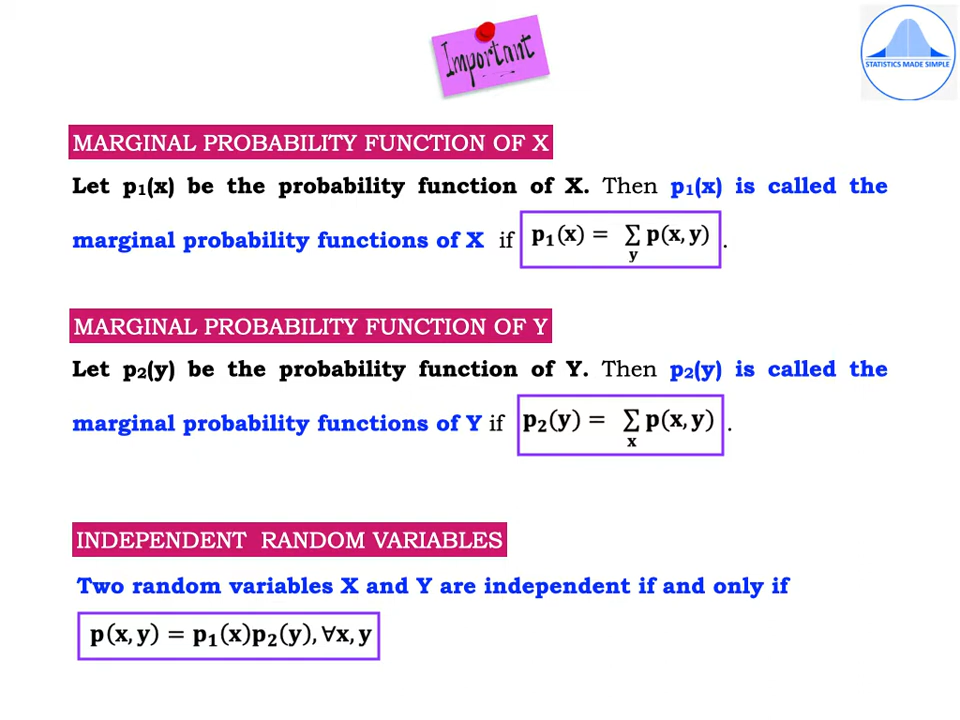 Important
STATISTICS MADE SIMPLE
MARGINAL PROBABILITY FUNCTION OF X
Let p₁(x) be the probability function of X. Then p₁(x) is called the
marginal probability functions of X if p₁(x) = ∑_y p(x, y) .
MARGINAL PROBABILITY FUNCTION OF Y
Let p₂(y) be the probability function of Y. Then p₂(y) is called the
marginal probability functions of Y if p₂(y) = ∑_x p(x, y) .
INDEPENDENT RANDOM VARIABLES
Two random variables X and Y are independent if and only if
p(x, y) = p₁(x)p₂(y), ∀x, y